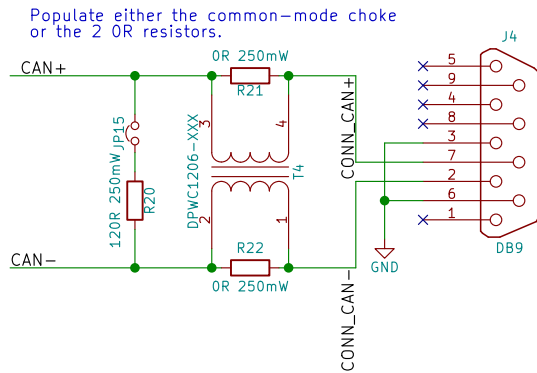 Populate either the common-mode choke
or the 2 0R resistors.
J4
CAN+
0R 250mW
R21
5
9
4
8
3
7
2
6
1
JP15
3
4
CONN_CAN+
DPWC1206-XXX
T4
120R 250mW
R20
2
1
R22
0R 250mW
CAN-
GND
DB9
CONN_CAN-